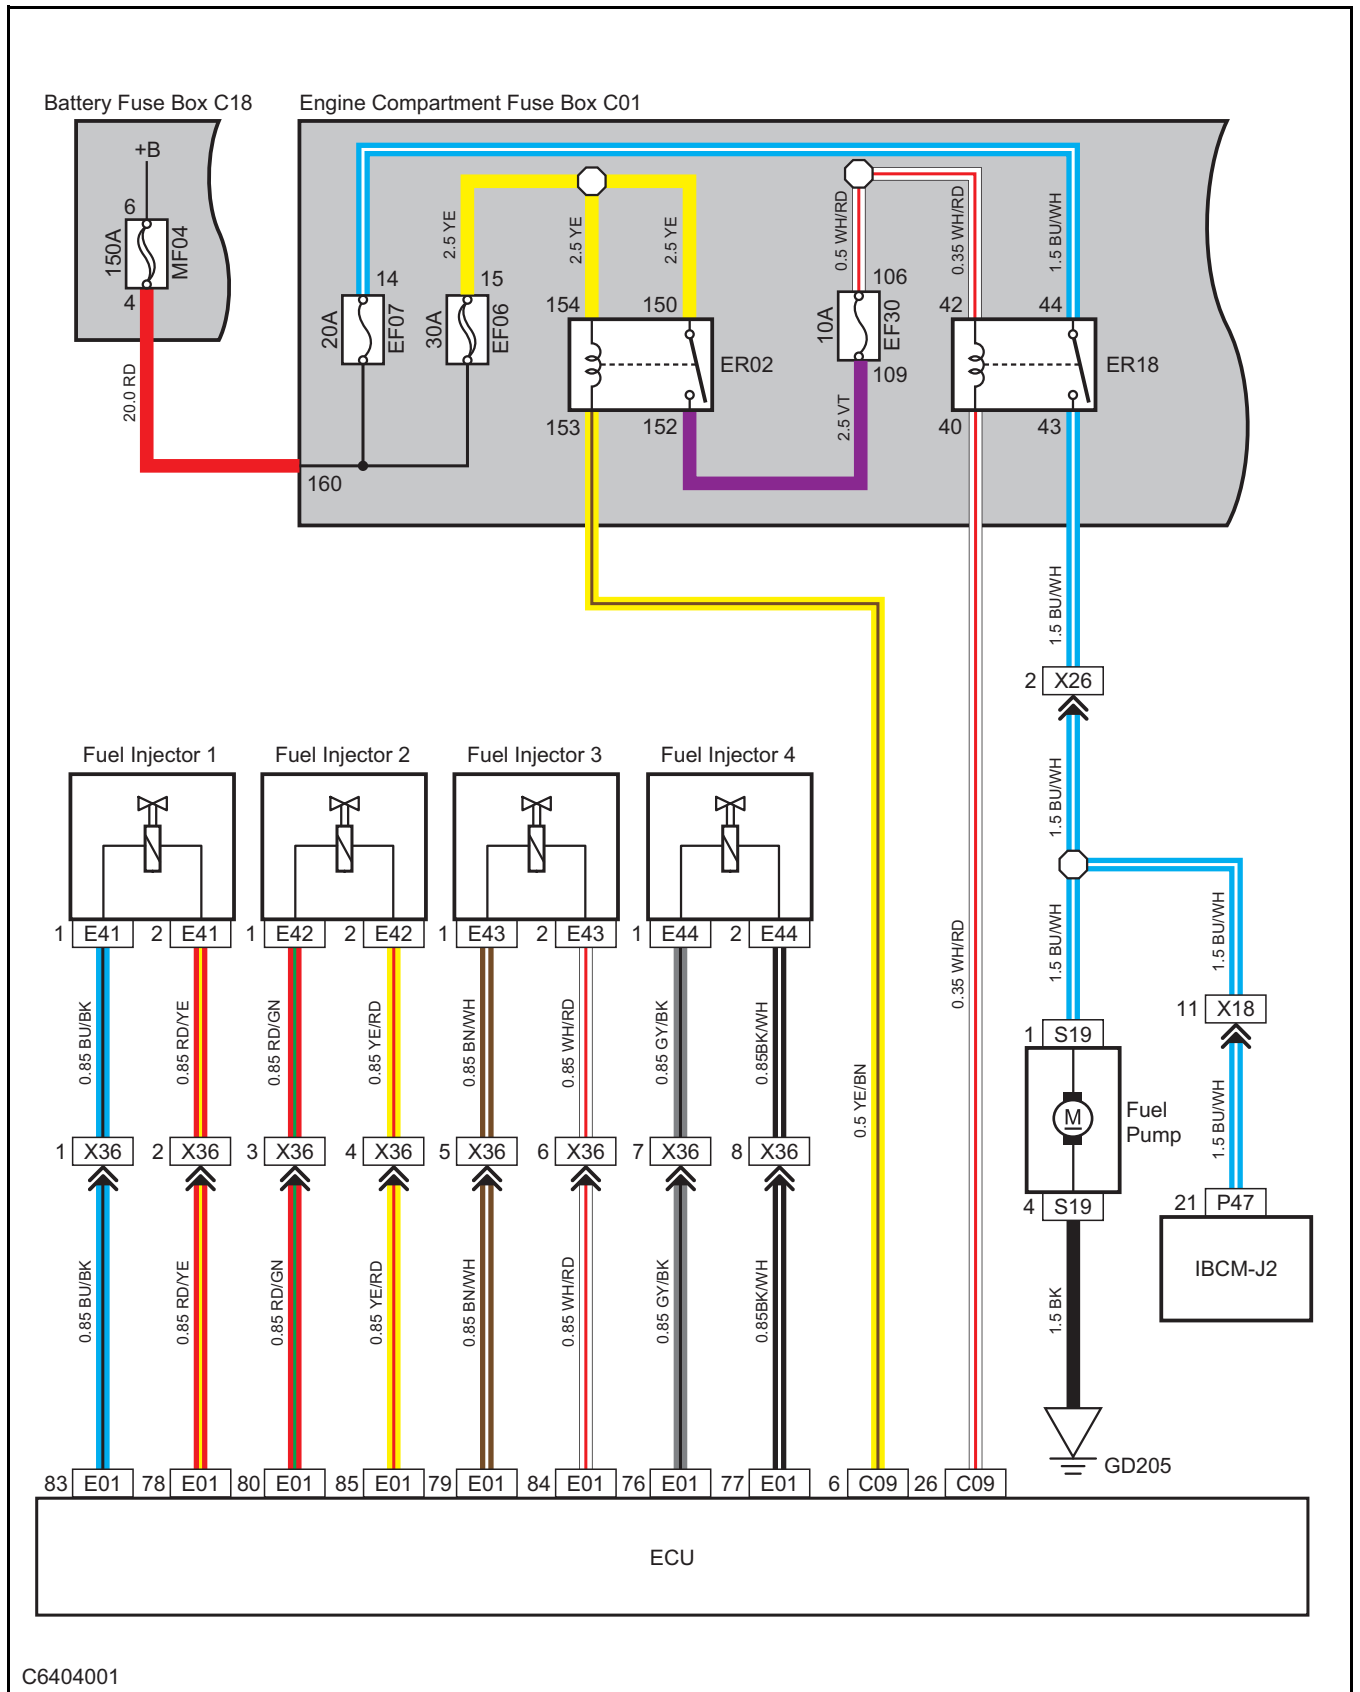 Battery Fuse Box C18
Engine Compartment Fuse Box C01
+B
6
150A
MF04
4
20.0 RD
160
14
20A
EF07
2.5 YE
15
30A
EF06
2.5 YE
2.5 YE
154
150
ER02
153
152
0.5 WH/RD
106
10A
EF30
109
2.5 VT
0.35 WH/RD
1.5 BU/WH
42
44
ER18
40
43
1.5 BU/WH
2 X26
1.5 BU/WH
1.5 BU/WH
1.5 BU/WH
11 X18
1.5 BU/WH
1 S19
M
Fuel
Pump
4 S19
21 P47
IBCM-J2
1.5 BK
GD205
Fuel Injector 1
Fuel Injector 2
Fuel Injector 3
Fuel Injector 4
1 E41 2 E41 1 E42 2 E42 1 E43 2 E43 1 E44 2 E44
0.85 BU/BK
0.85 RD/YE
0.85 RD/GN
0.85 YE/RD
0.85 BN/WH
0.85 WH/RD
0.85 GY/BK
0.85BK/WH
0.5 YE/BN
0.35 WH/RD
1 X36 2 X36 3 X36 4 X36 5 X36 6 X36 7 X36 8 X36
0.85 BU/BK
0.85 RD/YE
0.85 RD/GN
0.85 YE/RD
0.85 BN/WH
0.85 WH/RD
0.85 GY/BK
0.85BK/WH
83 E01 78 E01 80 E01 85 E01 79 E01 84 E01 76 E01 77 E01 6 C09 26 C09
ECU
C6404001